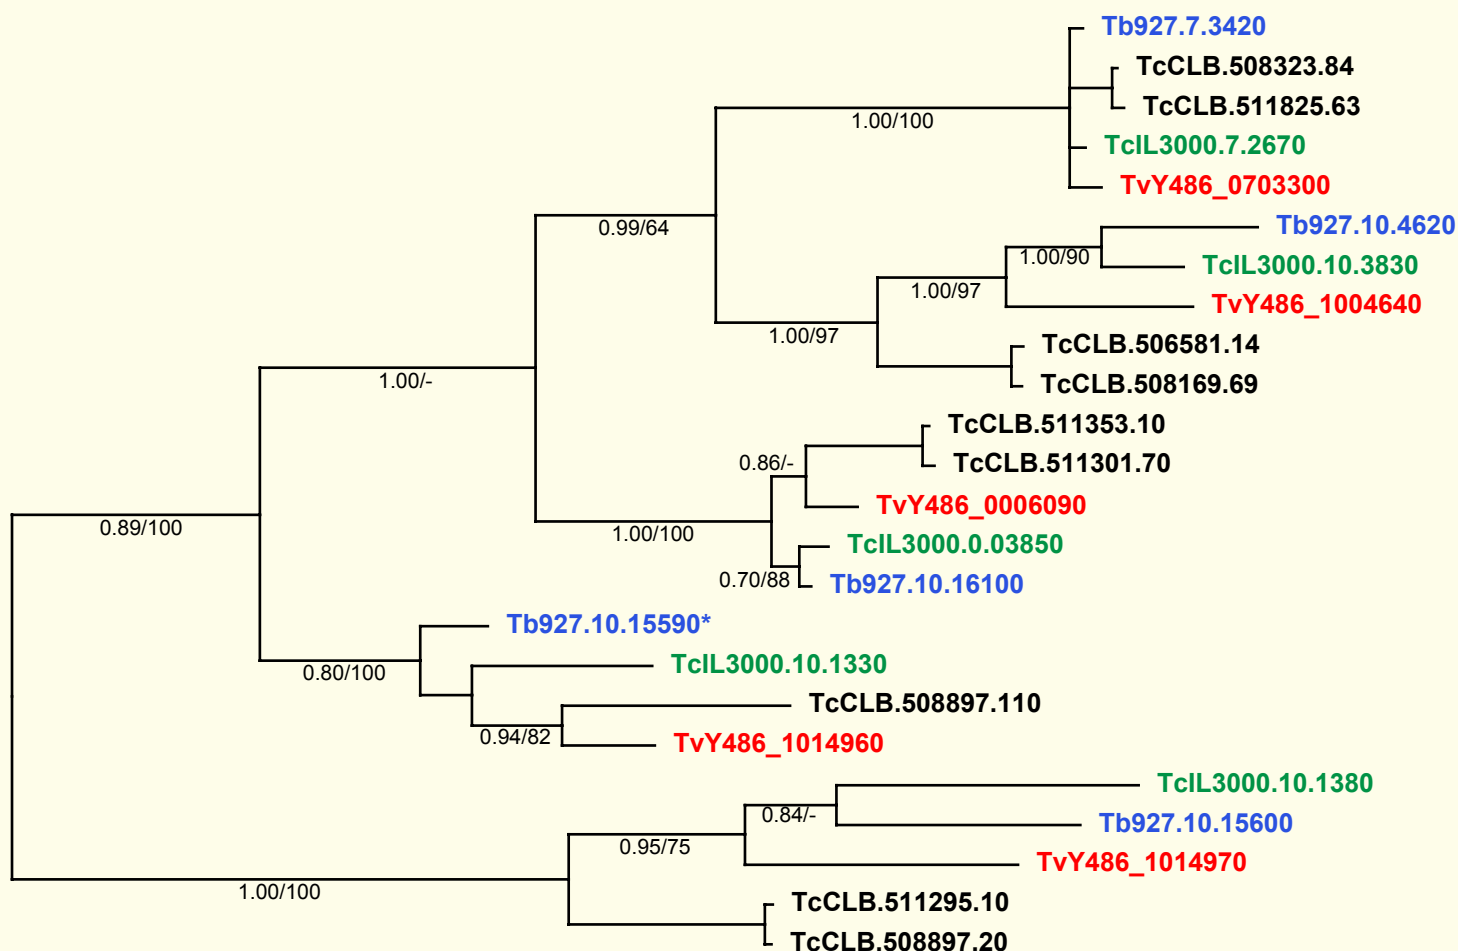 Tb927.7.3420
TcCLB.508323.84
TcCLB.511825.63
1.00/100
TcIL3000.7.2670
TvY486_0703300
0.99/64
Tb927.10.4620
1.00/90
TcIL3000.10.3830
1.00/97
TvY486_1004640
1.00/97
TcCLB.506581.14
1.00/-
TcCLB.508169.69
TcCLB.511353.10
0.86/-
TcCLB.511301.70
TvY486_0006090
0.89/100
1.00/100
TcIL3000.0.03850
0.70/88
Tb927.10.16100
Tb927.10.15590*
TcIL3000.10.1330
0.80/100
TcCLB.508897.110
0.94/82
TvY486_1014960
TcIL3000.10.1380
0.84/-
Tb927.10.15600
0.95/75
TvY486_1014970
1.00/100
TcCLB.511295.10
TcCLB.508897.20